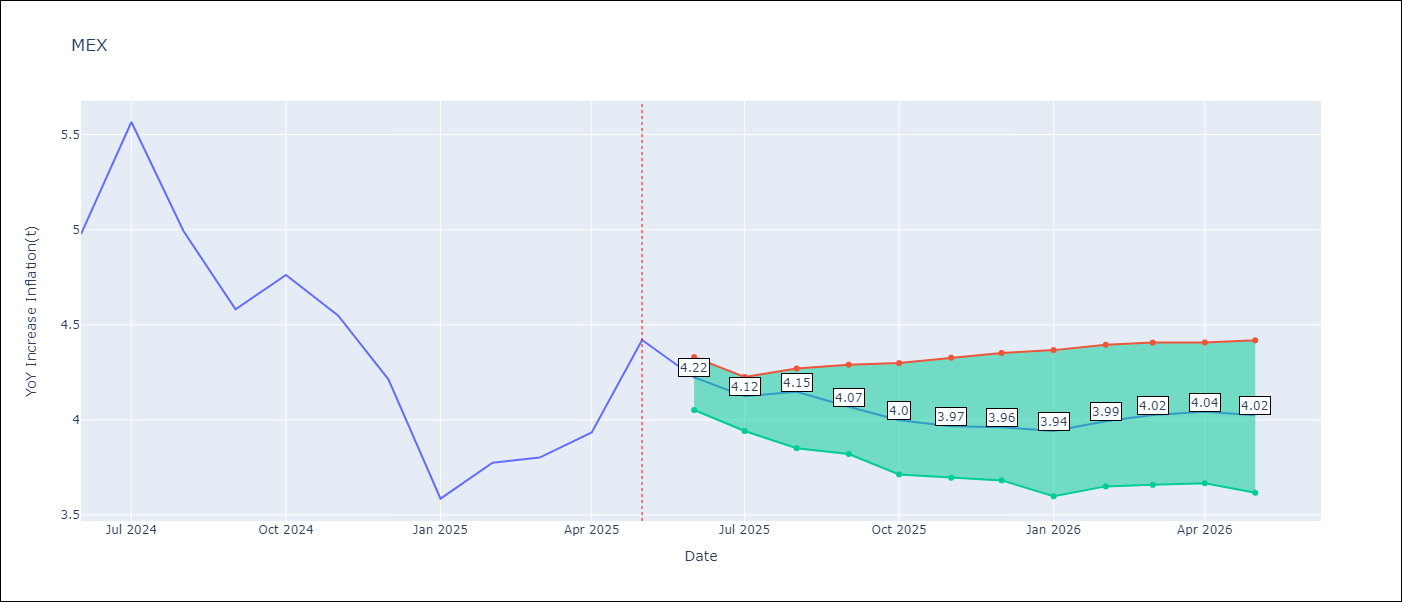 MEX
YoY Increase Inflation(t)
5.5
5
4.5
4
3.5
4.22
4.12
4.15
4.07
4.0
3.97
3.96
3.94
3.99
4.02
4.04
4.02
Jul 2024
Oct 2024
Jan 2025
Apr 2025
Jul 2025
Oct 2025
Jan 2026
Apr 2026
Date